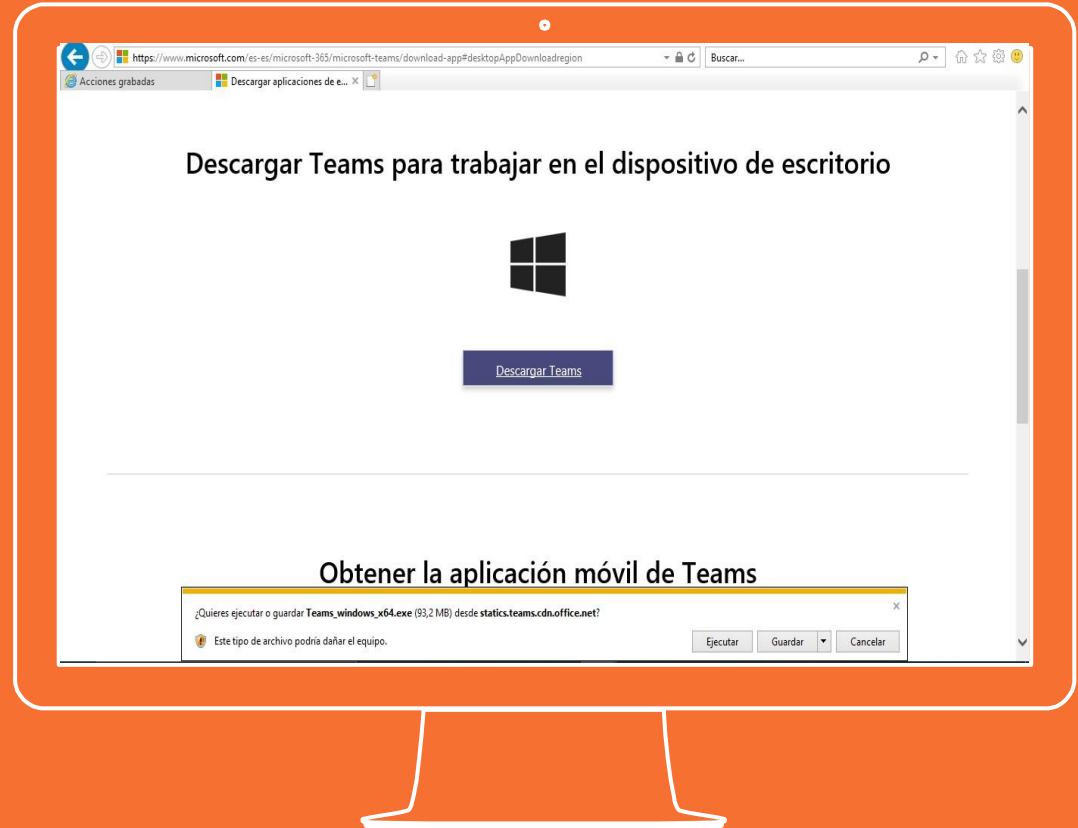 https://www.microsoft.com/es-es/microsoft-365/microsoft-teams/download-app#desktopAppDownloadregion
Buscar...
Acciones grabadas
Descargar aplicaciones de e...
Descargar Teams para trabajar en el dispositivo de escritorio
Descargar Teams
Obtener la aplicación móvil de Teams
¿Quieres ejecutar o guardar Teams_windows_x64.exe (93,2 MB) desde statics.teams.cdn.office.net?
Este tipo de archivo podría dañar el equipo.
Ejecutar
Guardar
Cancelar